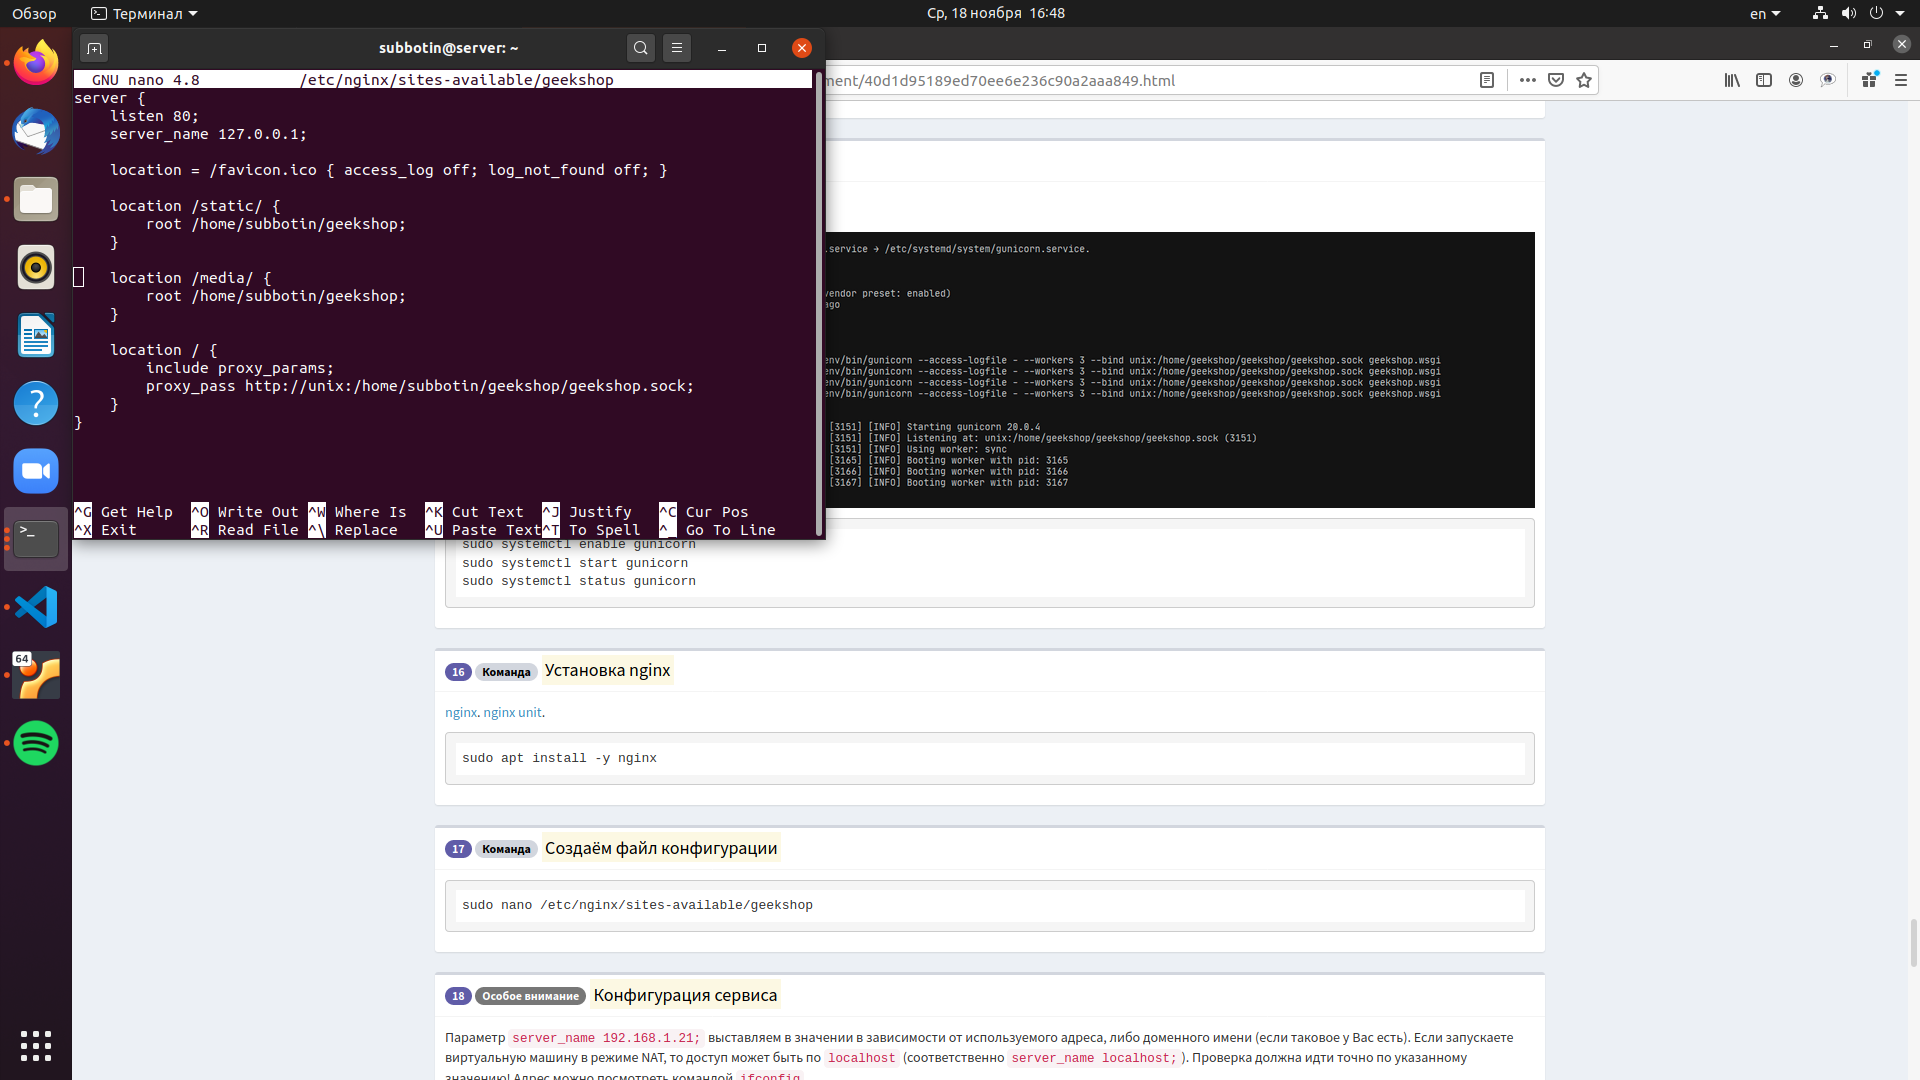 Обзор
Терминал
Ср, 18 ноября 16:48
en
subbotin@server: ~
GNU nano 4.8 /etc/nginx/sites-available/geekshop
server {
listen 80;
server_name 127.0.0.1;
location = /favicon.ico { access_log off; log_not_found off; }
location /static/ {
root /home/subbotin/geekshop;
}
location /media/ {
root /home/subbotin/geekshop;
}
location / {
include proxy_params;
proxy_pass http://unix:/home/subbotin/geekshop/geekshop.sock;
}
}
^G Get Help ^O Write Out ^W Where Is ^K Cut Text ^J Justify ^C Cur Pos
^X Exit ^R Read File ^\ Replace ^U Paste Text ^T To Spell ^_ Go To Line
ment/40d1d95189ed70ee6e236c90a2aaa849.html
.service → /etc/systemd/system/gunicorn.service.
vendor preset: enabled)
ago
env/bin/gunicorn --access-logfile - --workers 3 --bind unix:/home/geekshop/geekshop/geekshop.sock geekshop.wsgi
env/bin/gunicorn --access-logfile - --workers 3 --bind unix:/home/geekshop/geekshop/geekshop.sock geekshop.wsgi
env/bin/gunicorn --access-logfile - --workers 3 --bind unix:/home/geekshop/geekshop/geekshop.sock geekshop.wsgi
env/bin/gunicorn --access-logfile - --workers 3 --bind unix:/home/geekshop/geekshop/geekshop.sock geekshop.wsgi
[3151] [INFO] Starting gunicorn 20.0.4
[3151] [INFO] Listening at: unix:/home/geekshop/geekshop/geekshop.sock (3151)
[3151] [INFO] Using worker: sync
[3165] [INFO] Booting worker with pid: 3165
[3166] [INFO] Booting worker with pid: 3166
[3167] [INFO] Booting worker with pid: 3167
sudo systemctl enable gunicorn
sudo systemctl start gunicorn
sudo systemctl status gunicorn
16 Команда Установка nginx
nginx. nginx unit.
sudo apt install -y nginx
17 Команда Создаём файл конфигурации
sudo nano /etc/nginx/sites-available/geekshop
18 Особое внимание Конфигурация сервиса
Параметр server_name 192.168.1.21; выставляем в значении в зависимости от используемого адреса, либо доменного имени (если таковое у Вас есть). Если запускаете
виртуальную машину в режиме NAT, то доступ может быть по localhost (соответственно server_name localhost; ). Проверка должна идти точно по указанному
значению! Адрес можно посмотреть командой ifconfig
64